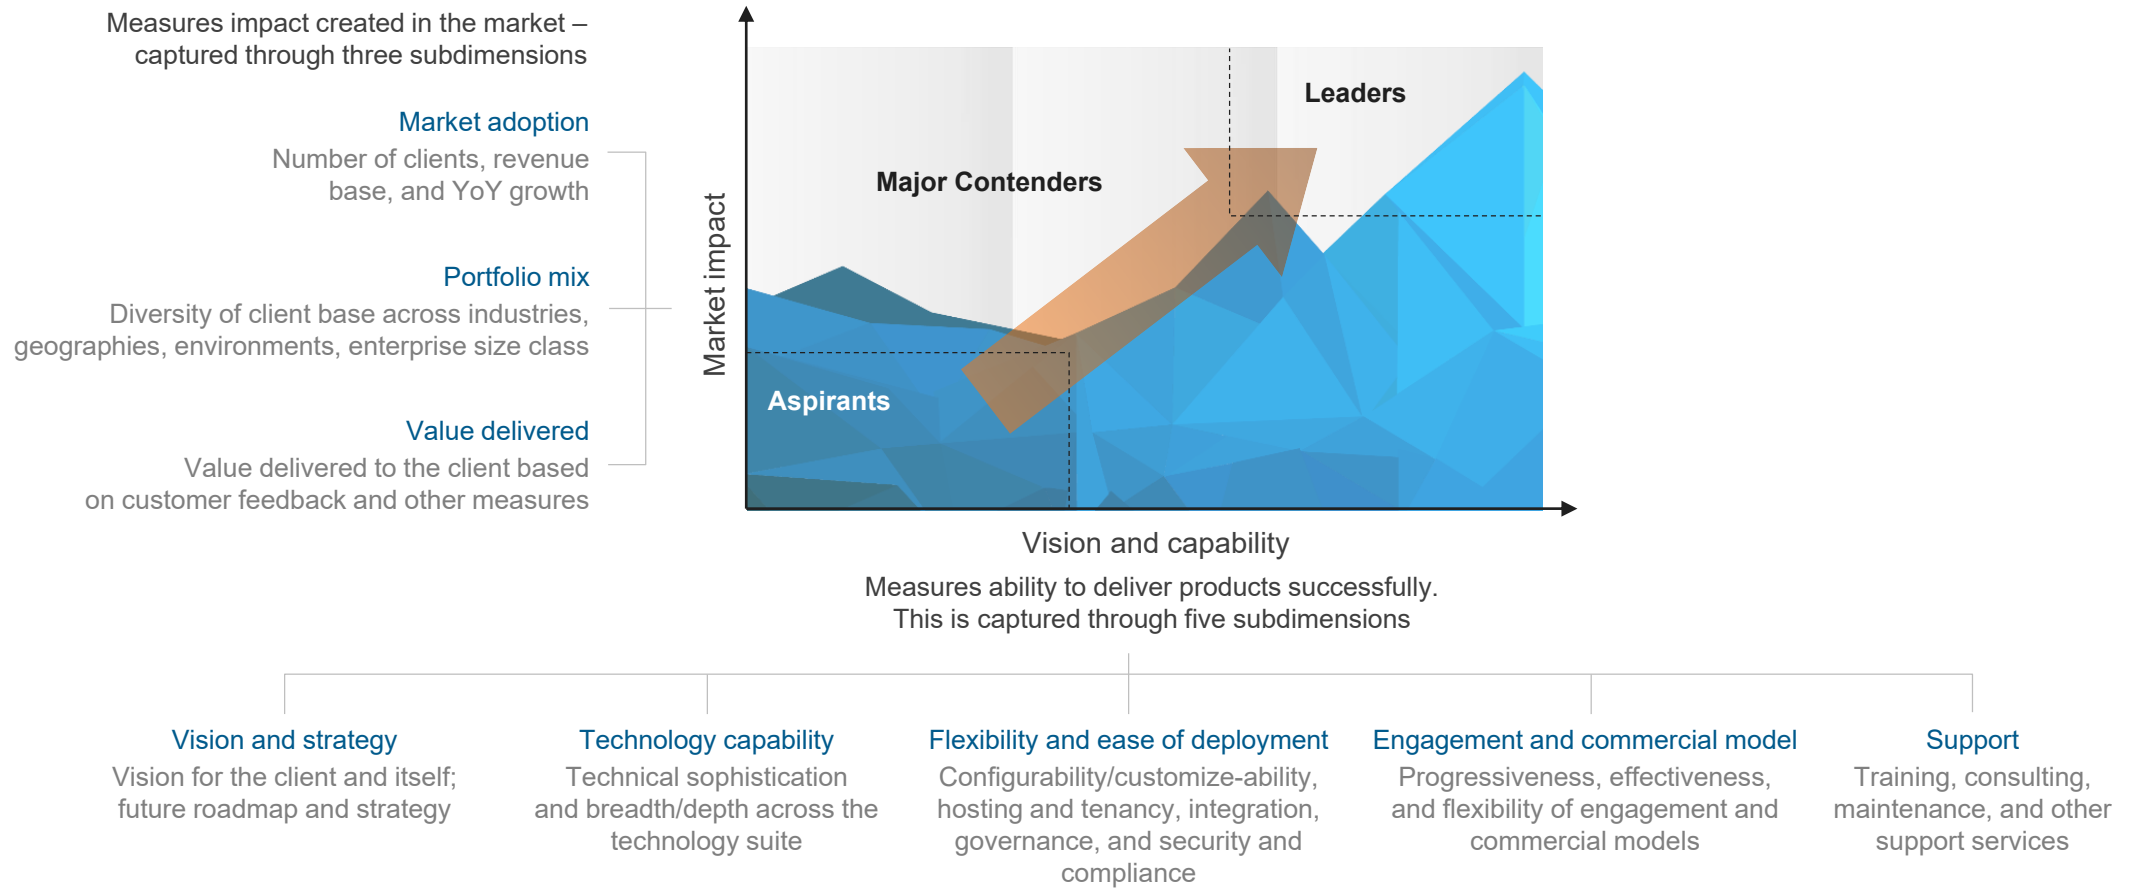 Measures impact created in the market –
captured through three subdimensions
Market adoption
Number of clients, revenue
base, and YoY growth
Portfolio mix
Diversity of client base across industries,
geographies, environments, enterprise size class
Value delivered
Value delivered to the client based
on customer feedback and other measures
Market impact
Leaders
Major Contenders
Aspirants
Vision and capability
Measures ability to deliver products successfully.
This is captured through five subdimensions
Vision and strategy
Vision for the client and itself;
future roadmap and strategy
Technology capability
Technical sophistication
and breadth/depth across the
technology suite
Flexibility and ease of deployment
Configurability/customize-ability,
hosting and tenancy, integration,
governance, and security and
compliance
Engagement and commercial model
Progressiveness, effectiveness,
and flexibility of engagement and
commercial models
Support
Training, consulting,
maintenance, and other
support services